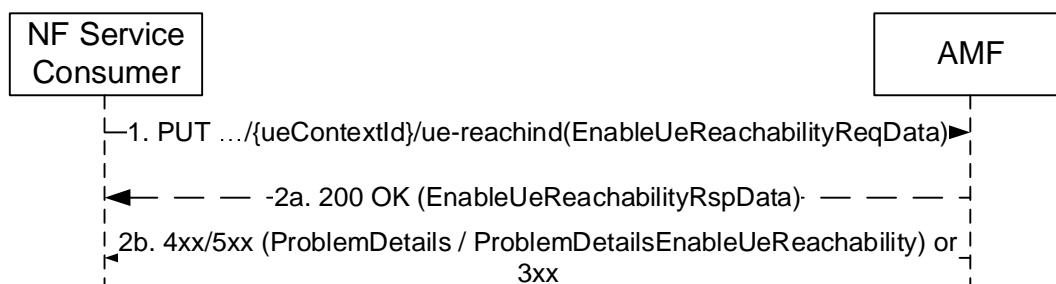 NF Service
Consumer
AMF
1. PUT …/{ueContextId}/ue-reachind(EnableUeReachabilityReqData)
2a. 200 OK (EnableUeReachabilityRspData)
2b. 4xx/5xx (ProblemDetails / ProblemDetailsEnableUeReachability) or
3xx